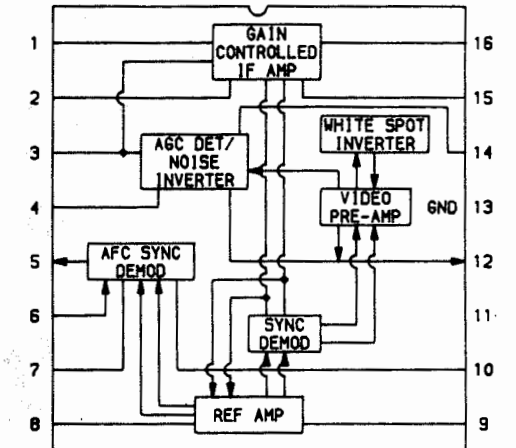 GAIN
CONTROLLED
IF AMP
1
16
2
15
WHITE SPOT
INVERTER
3
AGC DET/
NOISE
INVERTER
14
4
VIDEO
PRE-AMP
GND
13
5
AFC SYNC
DEMOD
12
6
SYNC
DEMOD
11
7
10
8
REF AMP
9